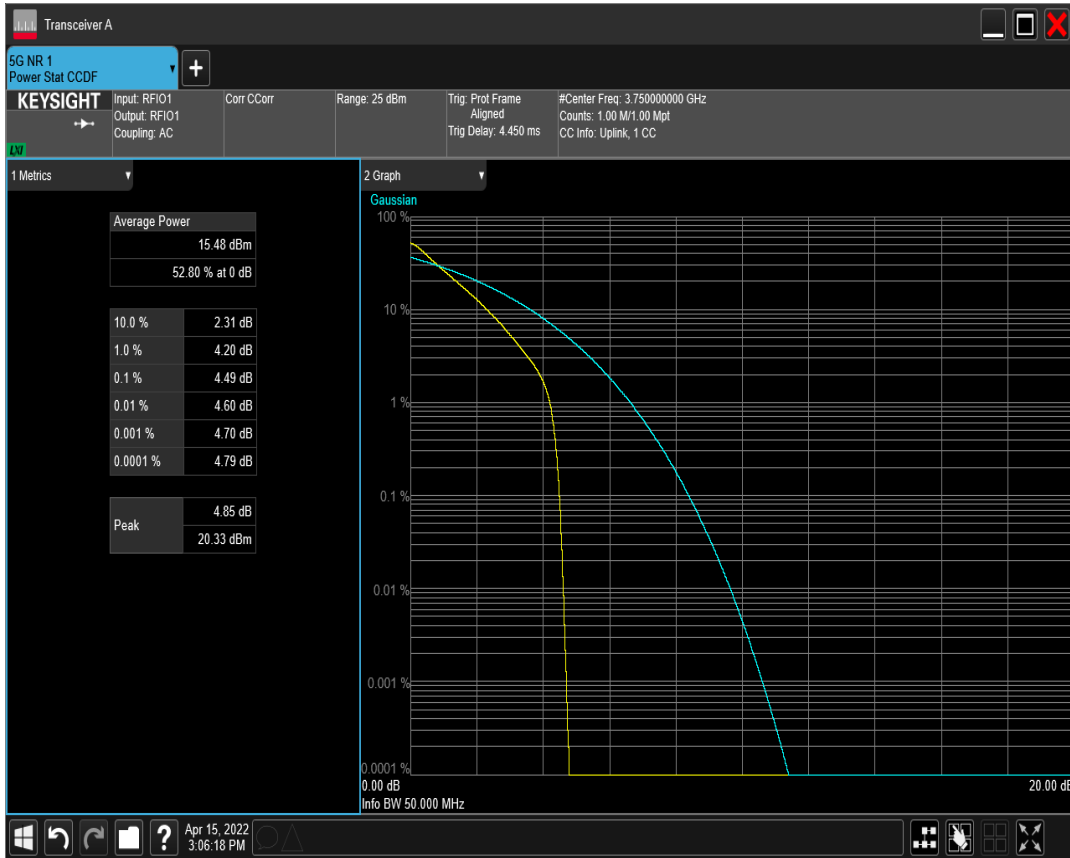 Transceiver A
5G NR 1
Power Stat CCDF
+
KEYSIGHT
LXI
Input: RFIO1
Output: RFIO1
Coupling: AC
Corr CCorr
Range: 25 dBm
Trig: Prot Frame
Aligned
Trig Delay: 4.450 ms
#Center Freq: 3.750000000 GHz
Counts: 1.00 M/1.00 Mpt
CC Info: Uplink, 1 CC
1 Metrics
Average Power
15.48 dBm
52.80 % at 0 dB
10.0 % 2.31 dB
1.0 % 4.20 dB
0.1 % 4.49 dB
0.01 % 4.60 dB
0.001 % 4.70 dB
0.0001 % 4.79 dB
Peak
4.85 dB
20.33 dBm
2 Graph
Gaussian
100 %
10 %
1 %
0.1 %
0.01 %
0.001 %
0.0001 %
0.00 dB 20.00 dB
Info BW 50.000 MHz
?
Apr 15, 2022
3:06:18 PM